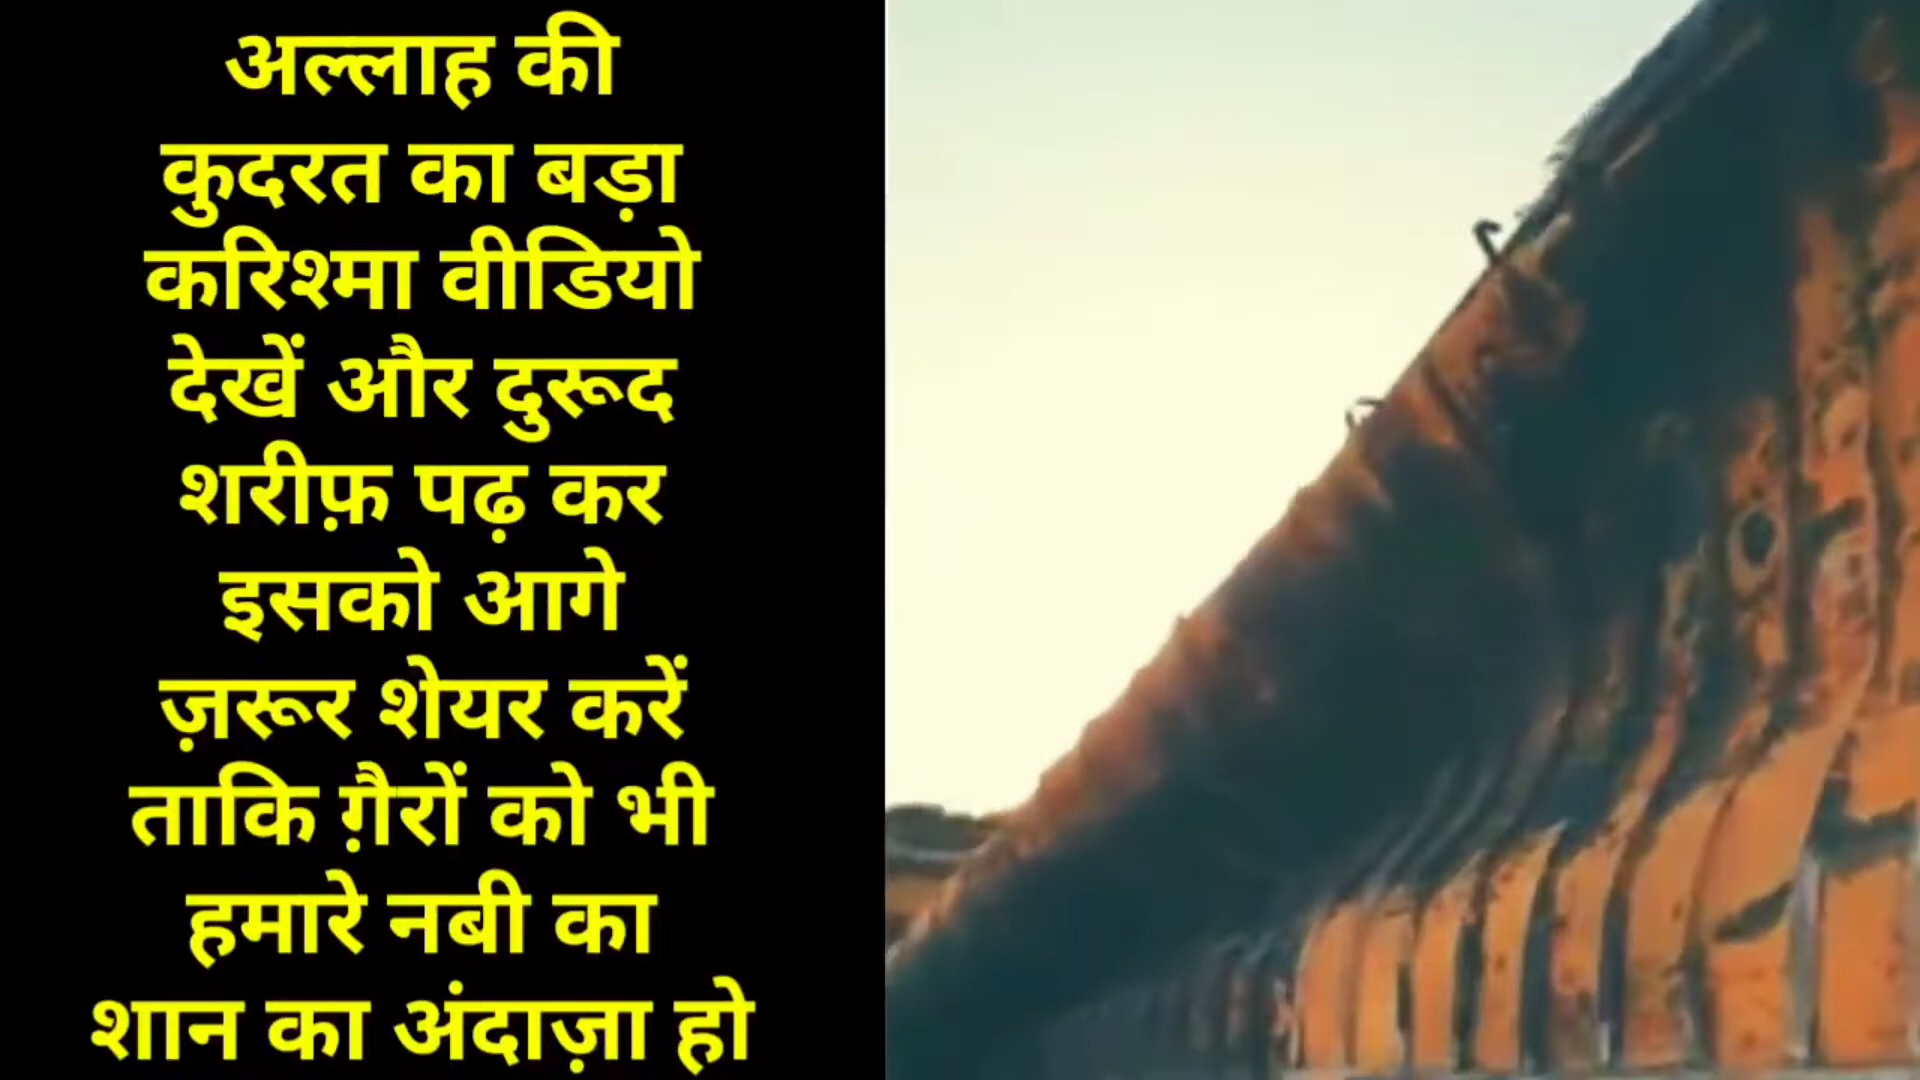 अल्लाह की
कुदरत का बड़ा
करिश्मा वीडियो
देखें और दुरूद
शरीफ़ पढ़ कर
इसको आगे
ज़रूर शेयर करें
ताकि ग़ैरों को भी
हमारे नबी का
शान का अंदाज़ा हो